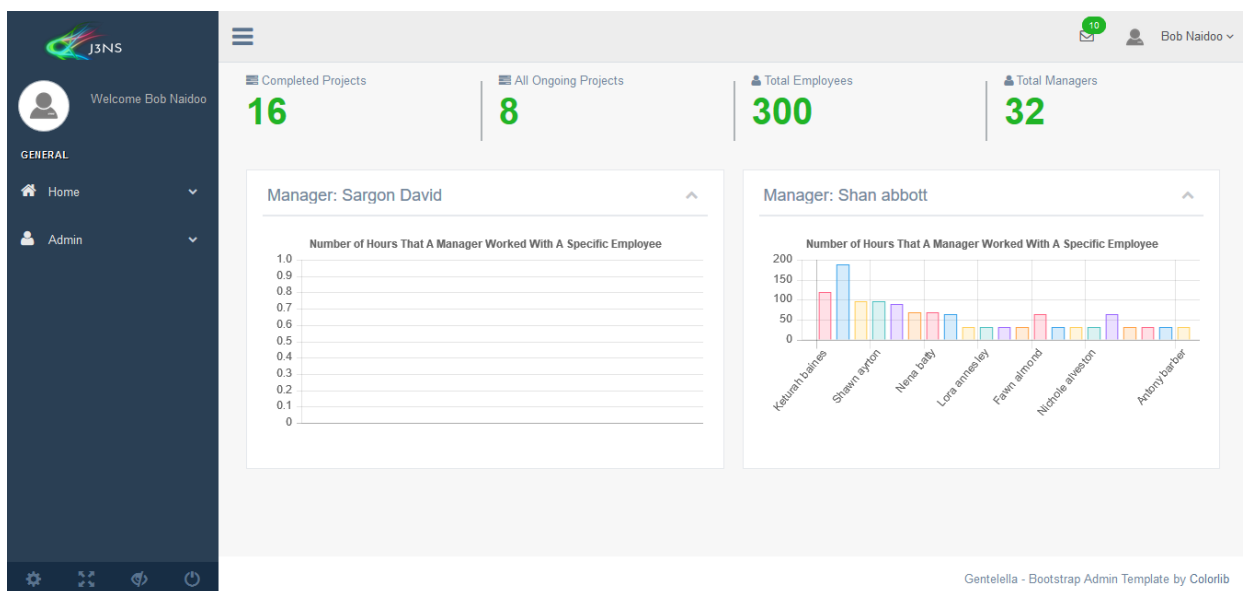 J3NS
10
Bob Naidoo
Welcome Bob Naidoo
GENERAL
Home
Admin
Completed Projects
16
All Ongoing Projects
8
Total Employees
300
Total Managers
32
Manager: Sargon David
Number of Hours That A Manager Worked With A Specific Employee
1.0
0.9
0.8
0.7
0.6
0.5
0.4
0.3
0.2
0.1
0
Manager: Shan abbott
Number of Hours That A Manager Worked With A Specific Employee
200
150
100
50
0
Keturah baines
Shawn ayrton
Nena batty
Lora annesley
Fawn almond
Nichole alveston
Antony barber
Gentelella - Bootstrap Admin Template by Colorlib